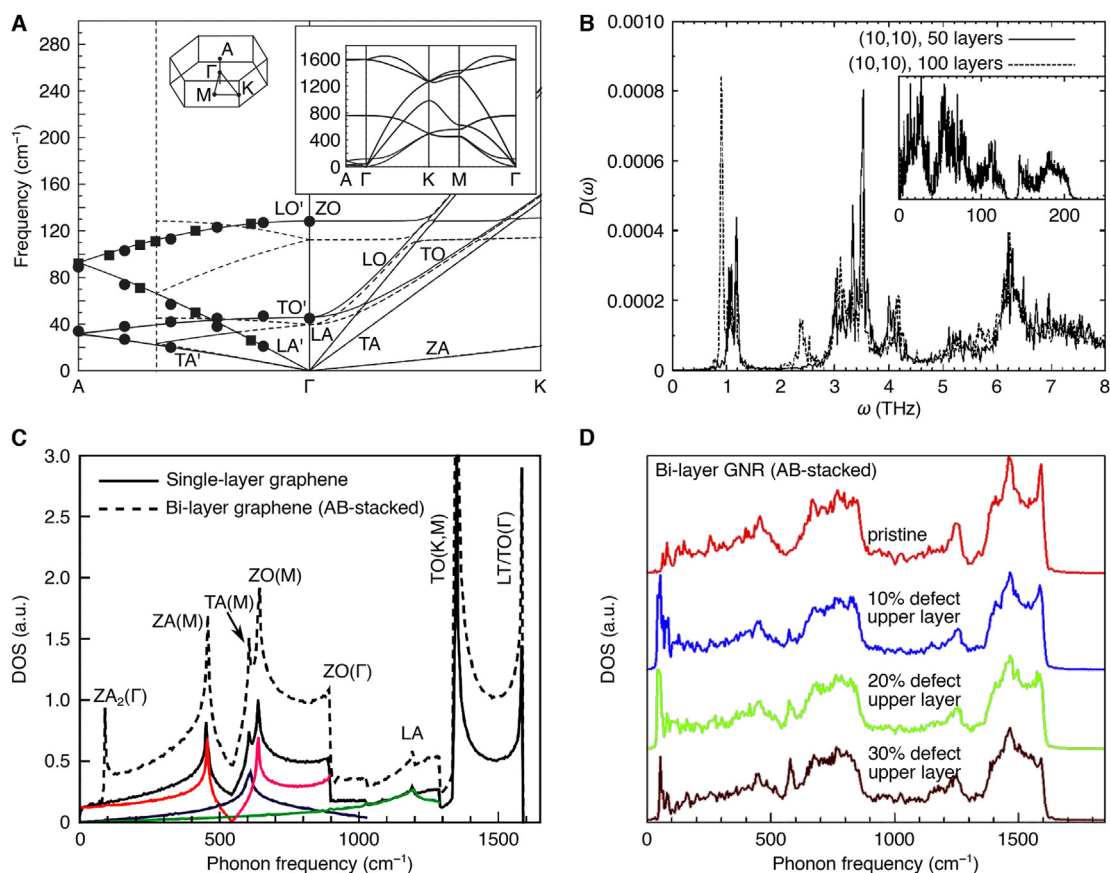 A
Frequency (cm⁻¹)
280
240
200
160
120
80
40
0
A
Γ
M
K
1600
1200
800
400
0
A Γ K M Γ
LO' ZO
LO
TO
TO'
LA
TA
ZA
TA'
LA'
A Γ K
B
D(ω)
0.0010
0.0008
0.0006
0.0004
0.0002
0
(10,10), 50 layers
(10,10), 100 layers
0 100 200
0 1 2 3 4 5 6 7 8
ω (THz)
C
DOS (a.u.)
3.0
2.5
2.0
1.5
1.0
0.5
0
Single-layer graphene
Bi-layer graphene (AB-stacked)
ZA₂(Γ)
ZA(M)
TA(M)
ZO(M)
ZO(Γ)
LA
TO(K,M)
LT/TO(Γ)
0 500 1000 1500
Phonon frequency (cm⁻¹)
D
DOS (a.u.)
Bi-layer GNR (AB-stacked)
pristine
10% defect
upper layer
20% defect
upper layer
30% defect
upper layer
0 500 1000 1500
Phonon frequency (cm⁻¹)